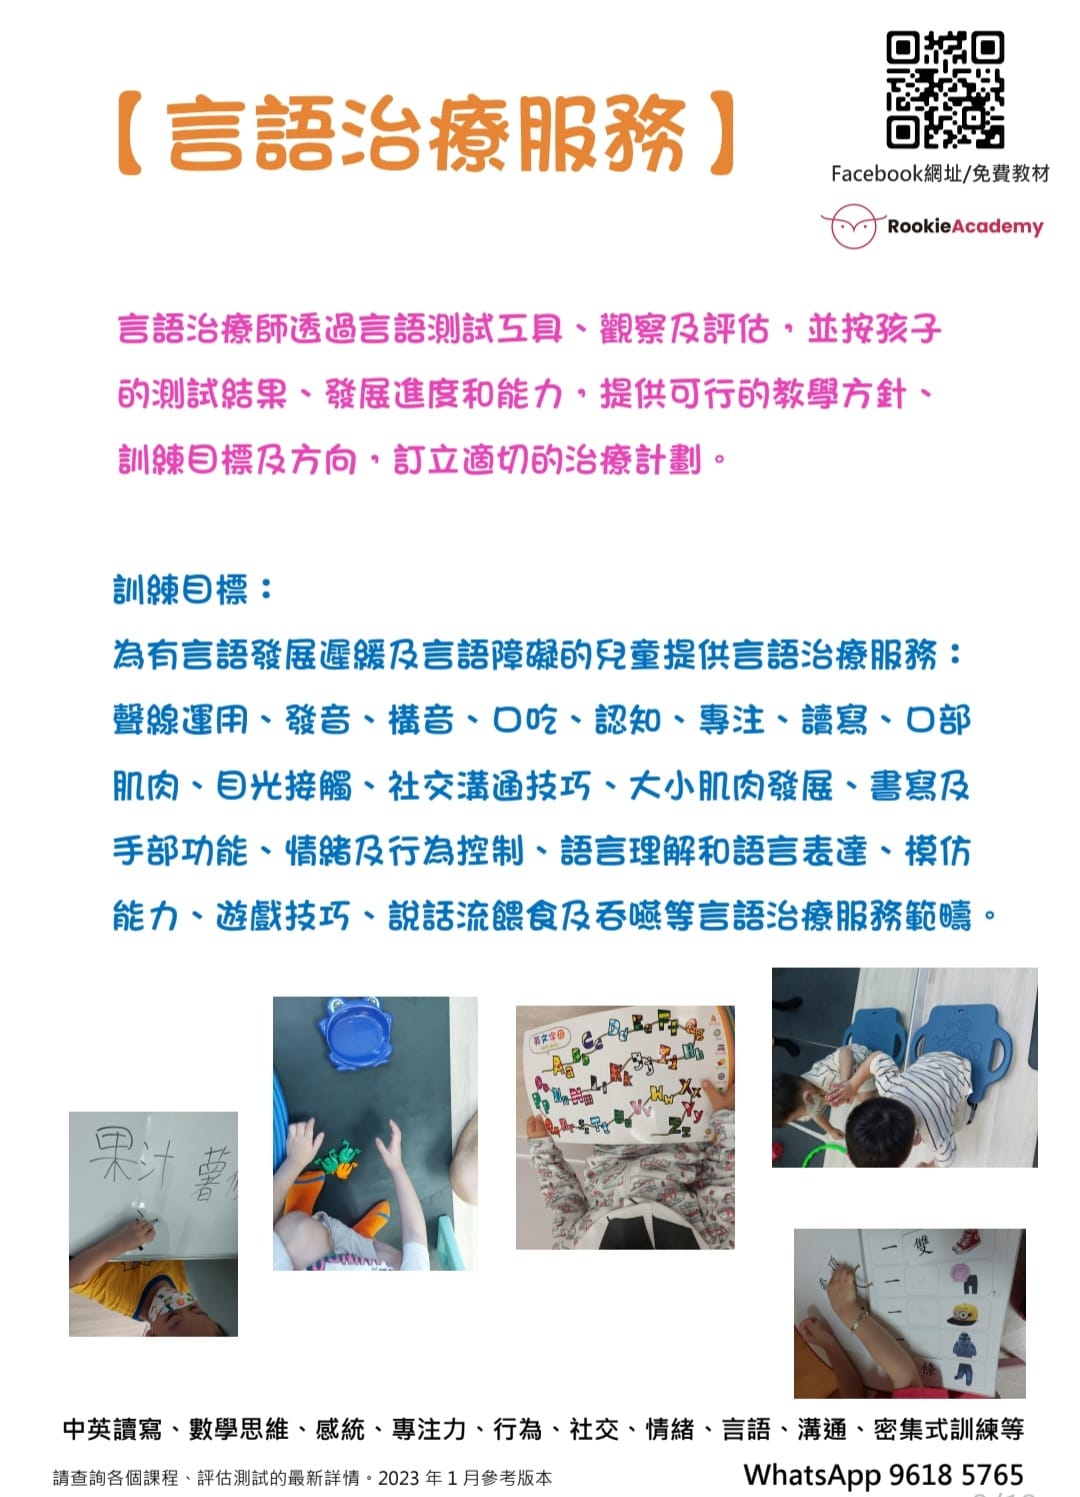 【言語治療服務】
Facebook網址/免費教材
RookieAcademy
言語治療師透過言語測試工具、觀察及評估，並按孩子
的測試結果、發展進度和能力，提供可行的教學方針、
訓練目標及方向，訂立適切的治療計劃。
訓練目標：
為有言語發展遲緩及言語障礙的兒童提供言語治療服務：
聲線運用、發音、構音、口吃、認知、專注、讀寫、口部
肌肉、目光接觸、社交溝通技巧、大小肌肉發展、書寫及
手部功能、情緒及行為控制、語言理解和語言表達、模仿
能力、遊戲技巧、說話流餵食及吞嚥等言語治療服務範疇。
果汁 薯
英文字母
一 雙
一
一
一
條
中英讀寫、數學思維、感統、專注力、行為、社交、情緒、言語、溝通、密集式訓練等
請查詢各個課程、評估測試的最新詳情。2023 年 1 月參考版本
WhatsApp 9618 5765